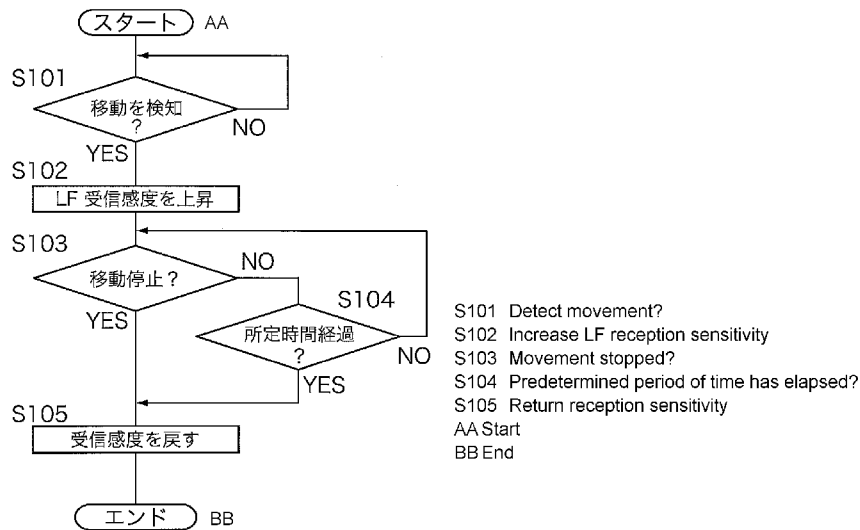 スタート AA
S101
移動を検知
?
NO
YES
S102
LF 受信感度を上昇
S103
移動停止?
NO
YES
S104
所定時間経過
?
NO
YES
S105
受信感度を戻す
エンド BB
S101 Detect movement?
S102 Increase LF reception sensitivity
S103 Movement stopped?
S104 Predetermined period of time has elapsed?
S105 Return reception sensitivity
AA Start
BB End